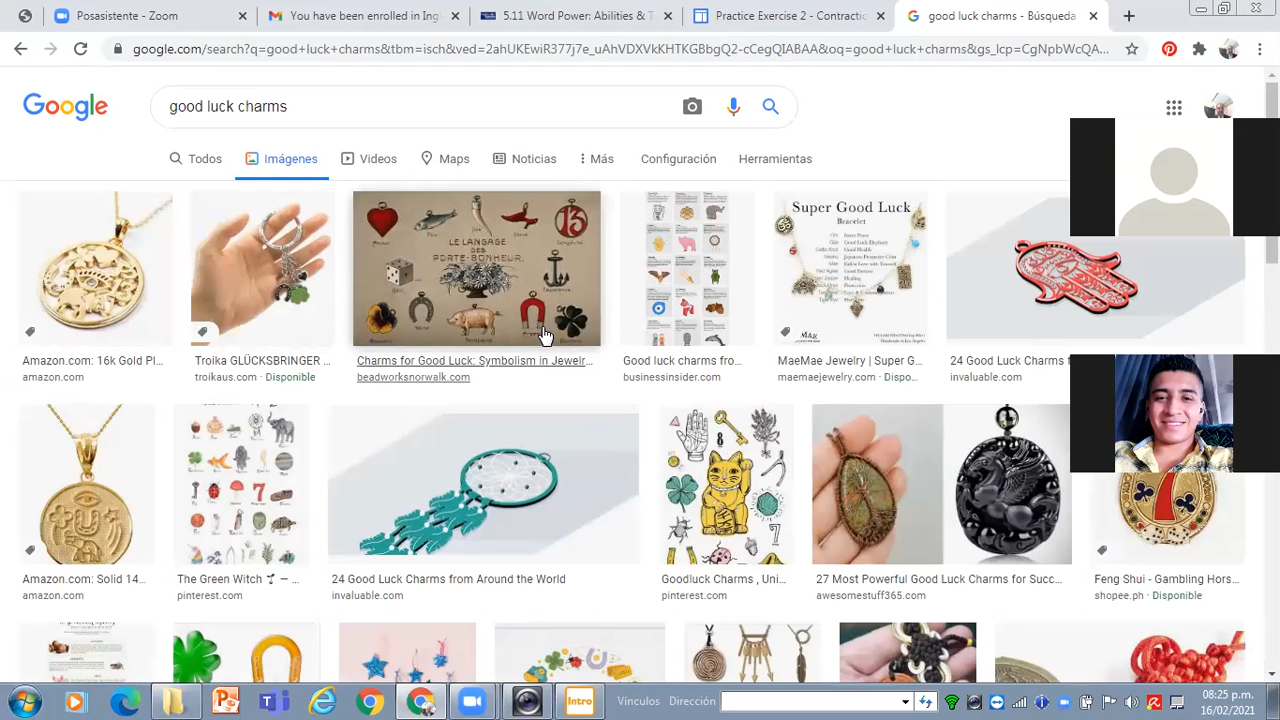 Posasistente - Zoom
You have been enrolled in Ing
5.11 Word Power: Abilities & T
Practice Exercise 2 - Contractic
good luck charms - Búsqueda
google.com/search?q=good+luck+charms&tbm=isch&ved=2ahUKEwiR377j7e_uAhVDXVkKHTKGBbgQ2-cCegQIABAA&oq=good+luck+charms&gs_lcp=CgNpbWcQA...
Google
good luck charms
Todos
Imágenes
Videos
Maps
Noticias
Más
Configuración
Herramientas
LE LANGAGE
DES
PORTE-BONHEUR
13
Super Good Luck
Bracelet
Amazon.com: 16k Gold Pl...
amazon.com
Troika GLÜCKSBRINGER ...
troikaus.com · Disponible
Charms for Good Luck: Symbolism in Jewelr...
beadworksnorwalk.com
Good luck charms fro...
businessinsider.com
MaeMae Jewelry | Super G...
maemaejewelry.com · Dispo...
24 Good Luck Charms f
invaluable.com
Amazon.com: Solid 14...
amazon.com
The Green Witch
pinterest.com
24 Good Luck Charms from Around the World
invaluable.com
Goodluck Charms , Uni...
pinterest.com
27 Most Powerful Good Luck Charms for Succ...
awesomestuff365.com
Feng Shui - Gambling Hors...
shopee.ph · Disponible
Intro
Vínculos
Dirección
08:25 p.m.
16/02/2021